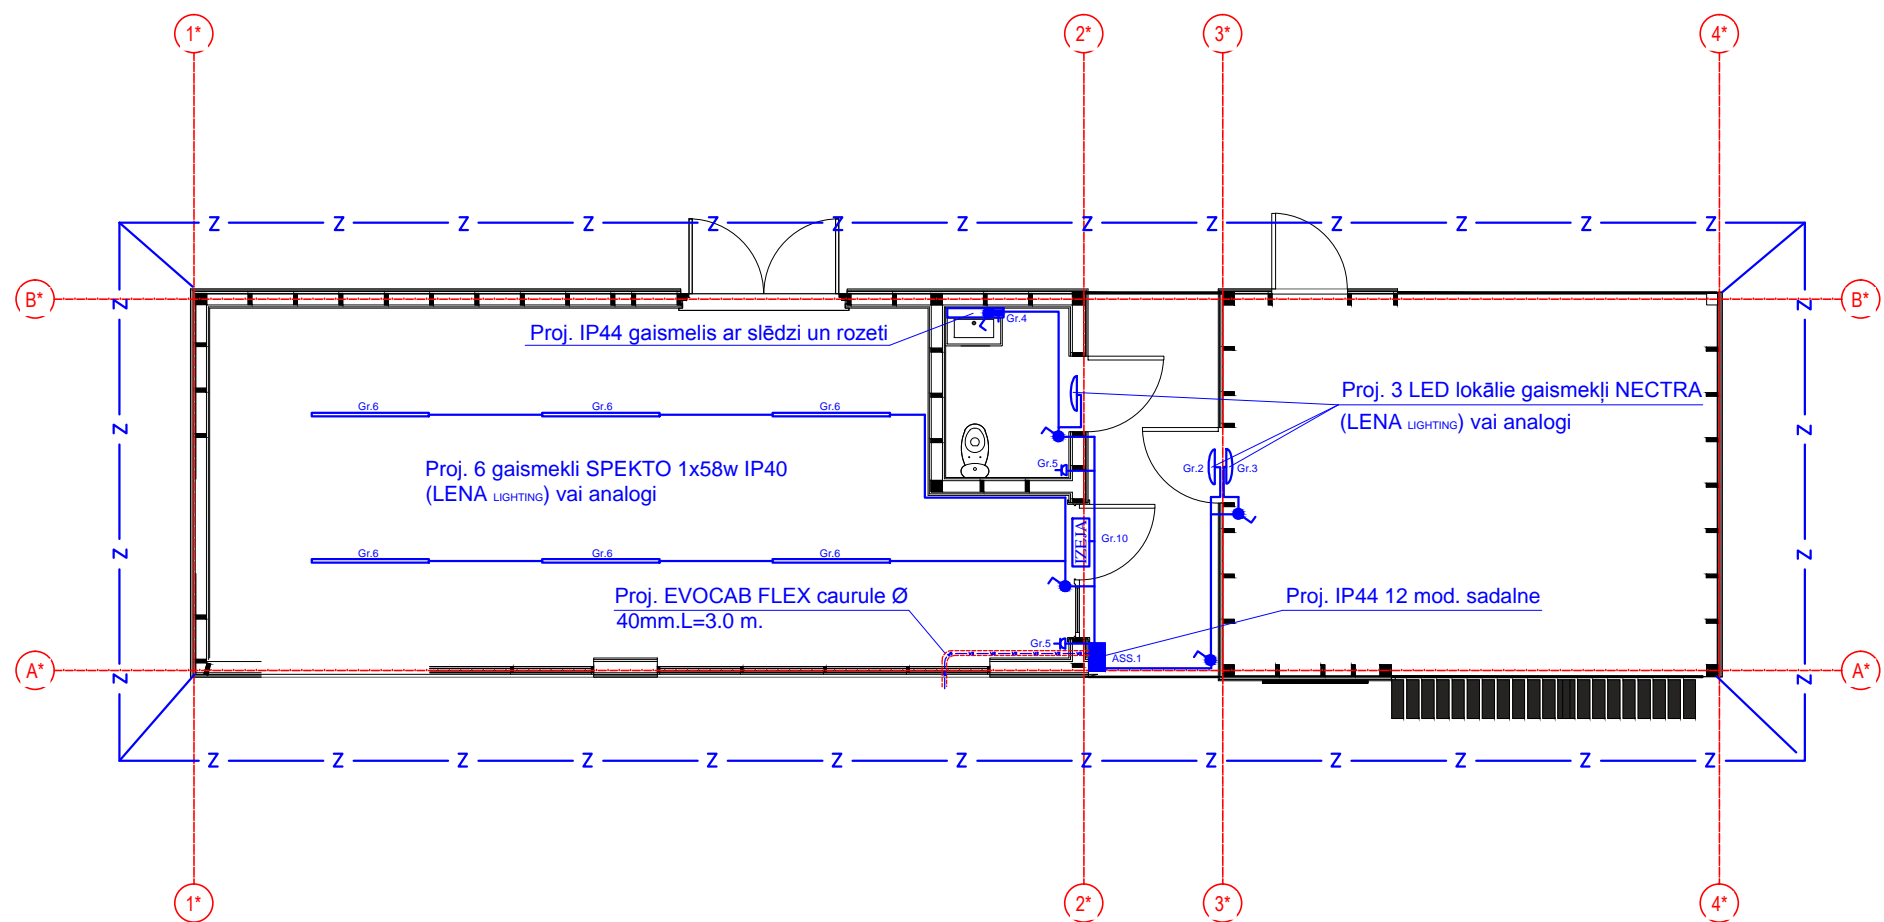 1*
2*
3*
4*
Z Z Z Z Z Z Z Z Z Z Z Z Z
B*
B*
Z
Z
Proj. IP44 gaismelis ar slēdzi un rozeti
Gr.4
Proj. 3 LED lokālie gaismekļi NECTRA
(LENA LIGHTING) vai analogi
Gr.6
Gr.6
Gr.6
Z
Z
Proj. 6 gaismekli SPEKTO 1x58w IP40
(LENA LIGHTING) vai analogi
Gr.5
Gr.2
Gr.3
IZEJA
Gr.10
Gr.6
Gr.6
Gr.6
Z
Z
Proj. EVOCAB FLEX caurule Ø
40mm.L=3.0 m.
Proj. IP44 12 mod. sadalne
Gr.5
ASS.1
A*
A*
Z
Z
Z Z Z Z Z Z Z Z Z Z Z Z Z
1*
2*
3*
4*